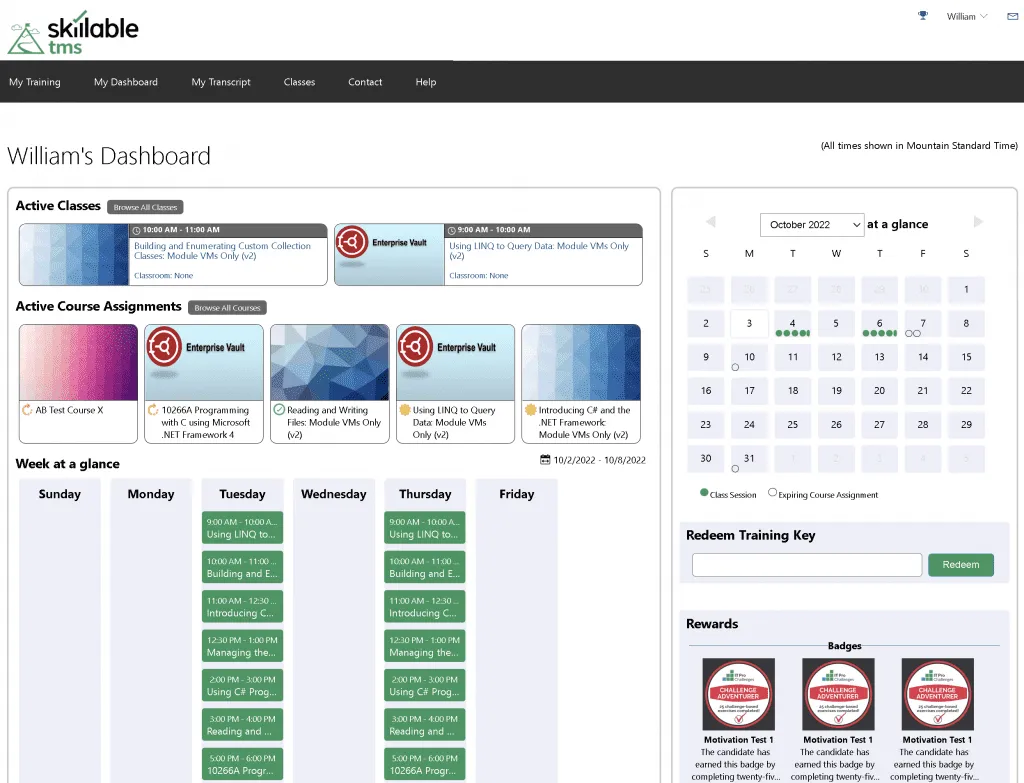 skillable
tms
William
My Training
My Dashboard
My Transcript
Classes
Contact
Help
William's Dashboard
(All times shown in Mountain Standard Time)
Active Classes
Browse All Classes
10:00 AM - 11:00 AM
Building and Enumerating Custom Collection
Classes: Module VMs Only (v2)
Classroom: None
Enterprise Vault
9:00 AM - 10:00 AM
Using LINQ to Query Data: Module VMs Only
(v2)
Classroom: None
Active Course Assignments
Browse All Courses
AB Test Course X
Enterprise Vault
10266A Programming
with C using Microsoft
.NET Framework 4
Reading and Writing
Files: Module VMs Only
(v2)
Enterprise Vault
Using LINQ to Query
Data: Module VMs
Only (v2)
Introducing C# and the
.NET Framework:
Module VMs Only (v2)
Week at a glance
10/2/2022 - 10/8/2022
Sunday
Monday
Tuesday
Wednesday
Thursday
Friday
9:00 AM - 10:00 A...
Using LINQ to...
10:00 AM - 11:00 ...
Building and E...
11:00 AM - 12:30 ...
Introducing C...
12:30 PM - 1:00 PM
Managing the...
2:00 PM - 3:00 PM
Using C# Prog...
3:00 PM - 4:00 PM
Reading and ...
5:00 PM - 6:00 PM
10266A Progr...
9:00 AM - 10:00 A...
Using LINQ to...
10:00 AM - 11:00 ...
Building and E...
11:00 AM - 12:30 ...
Introducing C...
12:30 PM - 1:00 PM
Managing the...
2:00 PM - 3:00 PM
Using C# Prog...
3:00 PM - 4:00 PM
Reading and ...
5:00 PM - 6:00 PM
10266A Progr...
October 2022 at a glance
S M T W T F S
25 26 27 28 29 30 1
2 3 4 5 6 7 8
9 10 11 12 13 14 15
16 17 18 19 20 21 22
23 24 25 26 27 28 29
30 31 1 2 3 4 5
Class Session
Expiring Course Assignment
Redeem Training Key
Redeem
Rewards
Badges
IT Pro
Challenges
CHALLENGE
ADVENTURER
25 challenge-based
exercises completed!
Motivation Test 1
The candidate has
earned this badge by
completing twenty-fiv...
IT Pro
Challenges
CHALLENGE
ADVENTURER
25 challenge-based
exercises completed!
Motivation Test 1
The candidate has
earned this badge by
completing twenty-fiv...
IT Pro
Challenges
CHALLENGE
ADVENTURER
25 challenge-based
exercises completed!
Motivation Test 1
The candidate has
earned this badge by
completing twenty-fiv...